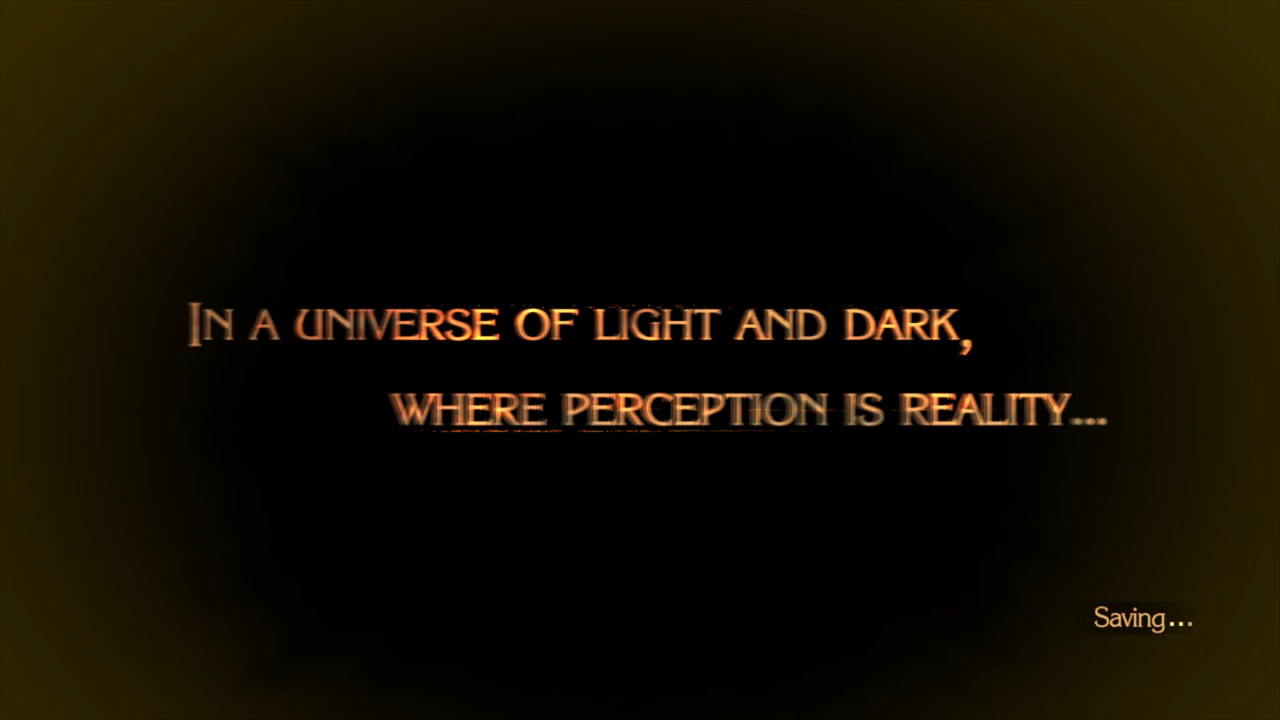 In a universe of light and dark,
where perception is reality...
Saving...